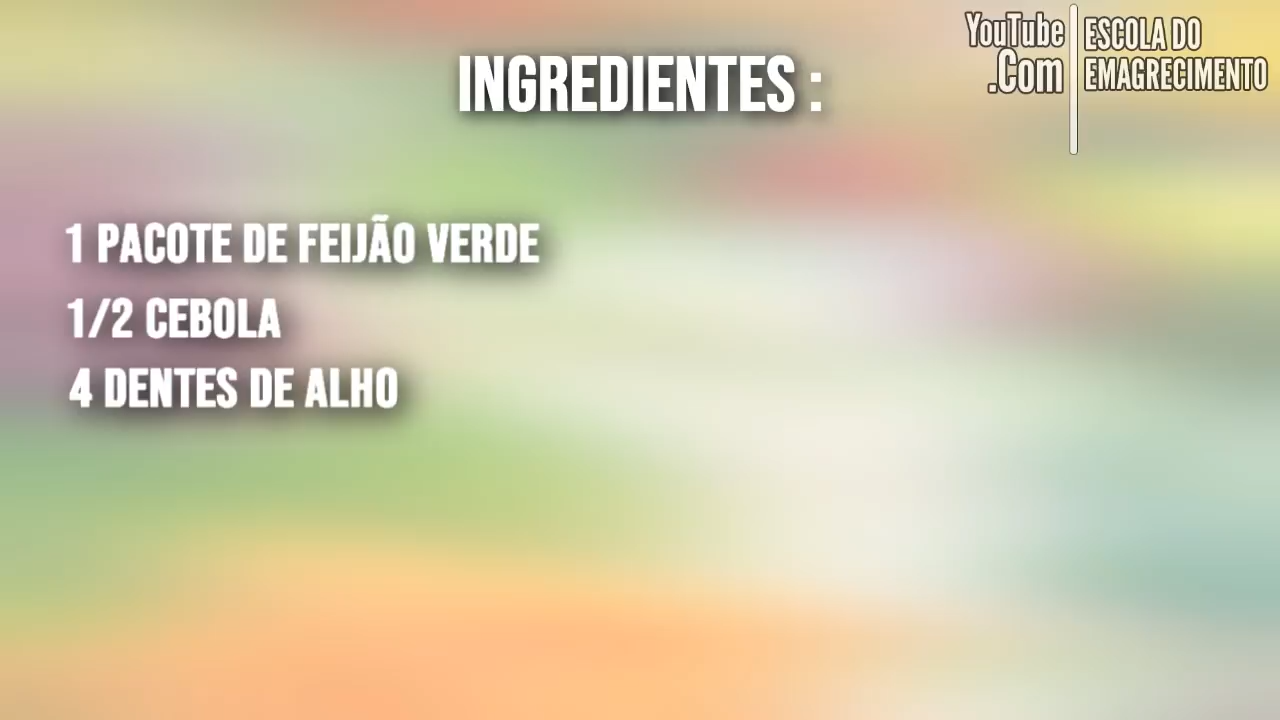 INGREDIENTES :
YouTube
.Com
ESCOLA DO
EMAGRECIMENTO
1 PACOTE DE FEIJÃO VERDE
1/2 CEBOLA
4 DENTES DE ALHO